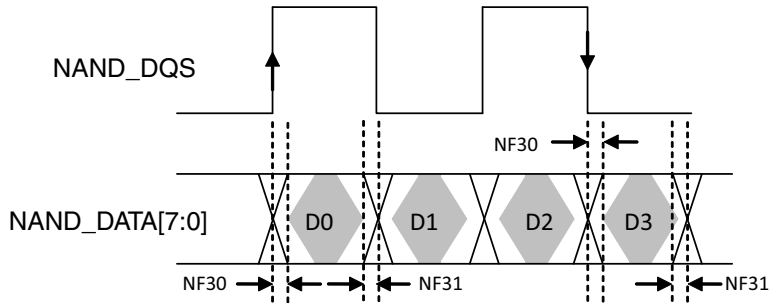 NAND_DQS
NF30
NAND_DATA[7:0]
D0
D1
D2
D3
NF30
NF31
NF31